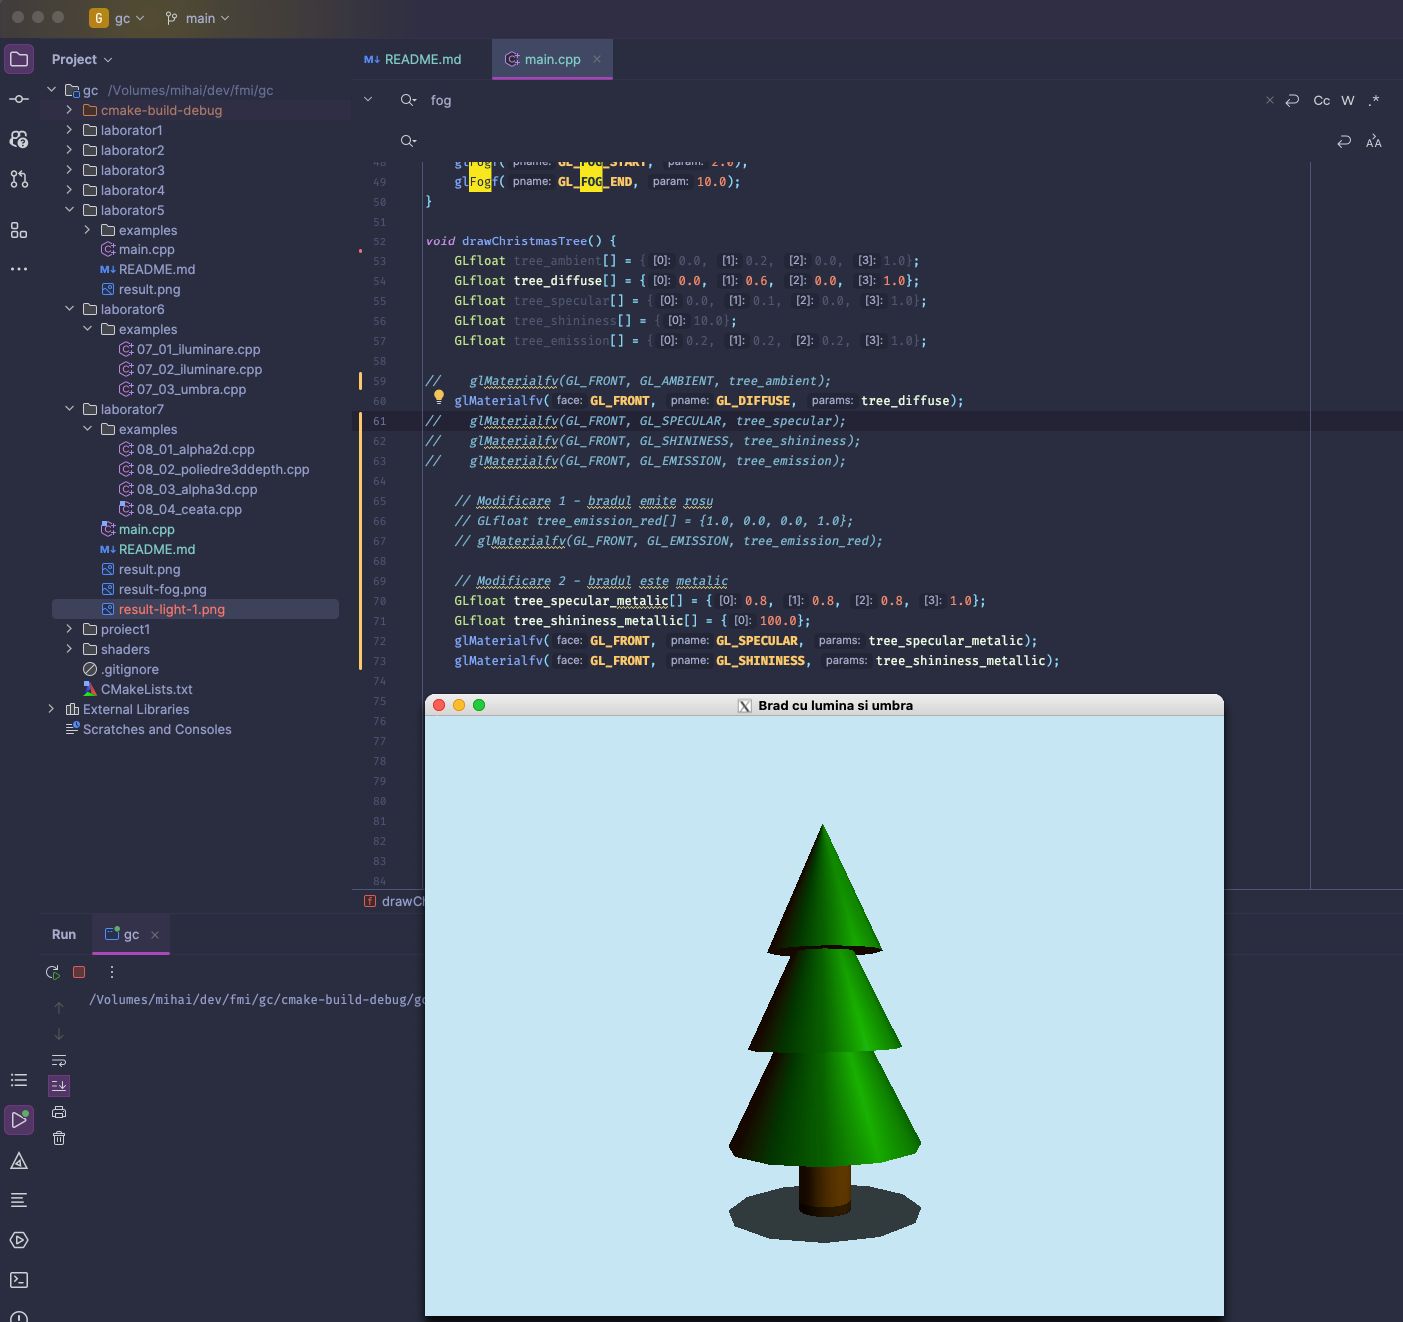 G gc main
Project
README.md
main.cpp
gc /Volumes/mihai/dev/fmi/gc
cmake-build-debug
laborator1
laborator2
laborator3
laborator4
laborator5
examples
main.cpp
README.md
result.png
laborator6
examples
07_01_iluminare.cpp
07_02_iluminare.cpp
07_03_umbra.cpp
laborator7
examples
08_01_alpha2d.cpp
08_02_poliedre3ddepth.cpp
08_03_alpha3d.cpp
08_04_ceata.cpp
main.cpp
README.md
result.png
result-fog.png
result-light-1.png
proiect1
shaders
.gitignore
CMakeLists.txt
External Libraries
Scratches and Consoles
fog
Cc W .*
48 glFogf( pname: GL_FOG_START, param: 2.0);
49 glFogf( pname: GL_FOG_END, param: 10.0);
50 }
51
52 void drawChristmasTree() {
53 GLfloat tree_ambient[] = { [0]: 0.0, [1]: 0.2, [2]: 0.0, [3]: 1.0};
54 GLfloat tree_diffuse[] = { [0]: 0.0, [1]: 0.6, [2]: 0.0, [3]: 1.0};
55 GLfloat tree_specular[] = { [0]: 0.0, [1]: 0.1, [2]: 0.0, [3]: 1.0};
56 GLfloat tree_shininess[] = { [0]: 10.0};
57 GLfloat tree_emission[] = { [0]: 0.2, [1]: 0.2, [2]: 0.2, [3]: 1.0};
58
59 // glMaterialfv(GL_FRONT, GL_AMBIENT, tree_ambient);
60 glMaterialfv( face: GL_FRONT, pname: GL_DIFFUSE, params: tree_diffuse);
61 // glMaterialfv(GL_FRONT, GL_SPECULAR, tree_specular);
62 // glMaterialfv(GL_FRONT, GL_SHININESS, tree_shininess);
63 // glMaterialfv(GL_FRONT, GL_EMISSION, tree_emission);
64
65 // Modificare 1 - bradul emite rosu
66 // GLfloat tree_emission_red[] = {1.0, 0.0, 0.0, 1.0};
67 // glMaterialfv(GL_FRONT, GL_EMISSION, tree_emission_red);
68
69 // Modificare 2 - bradul este metalic
70 GLfloat tree_specular_metalic[] = { [0]: 0.8, [1]: 0.8, [2]: 0.8, [3]: 1.0};
71 GLfloat tree_shininess_metallic[] = { [0]: 100.0};
72 glMaterialfv( face: GL_FRONT, pname: GL_SPECULAR, params: tree_specular_metalic);
73 glMaterialfv( face: GL_FRONT, pname: GL_SHININESS, params: tree_shininess_metallic);
74
75
76
77
78
79
80
81
82
83
84
Brad cu lumina si umbra
f drawCh
Run gc
/Volumes/mihai/dev/fmi/gc/cmake-build-debug/gc